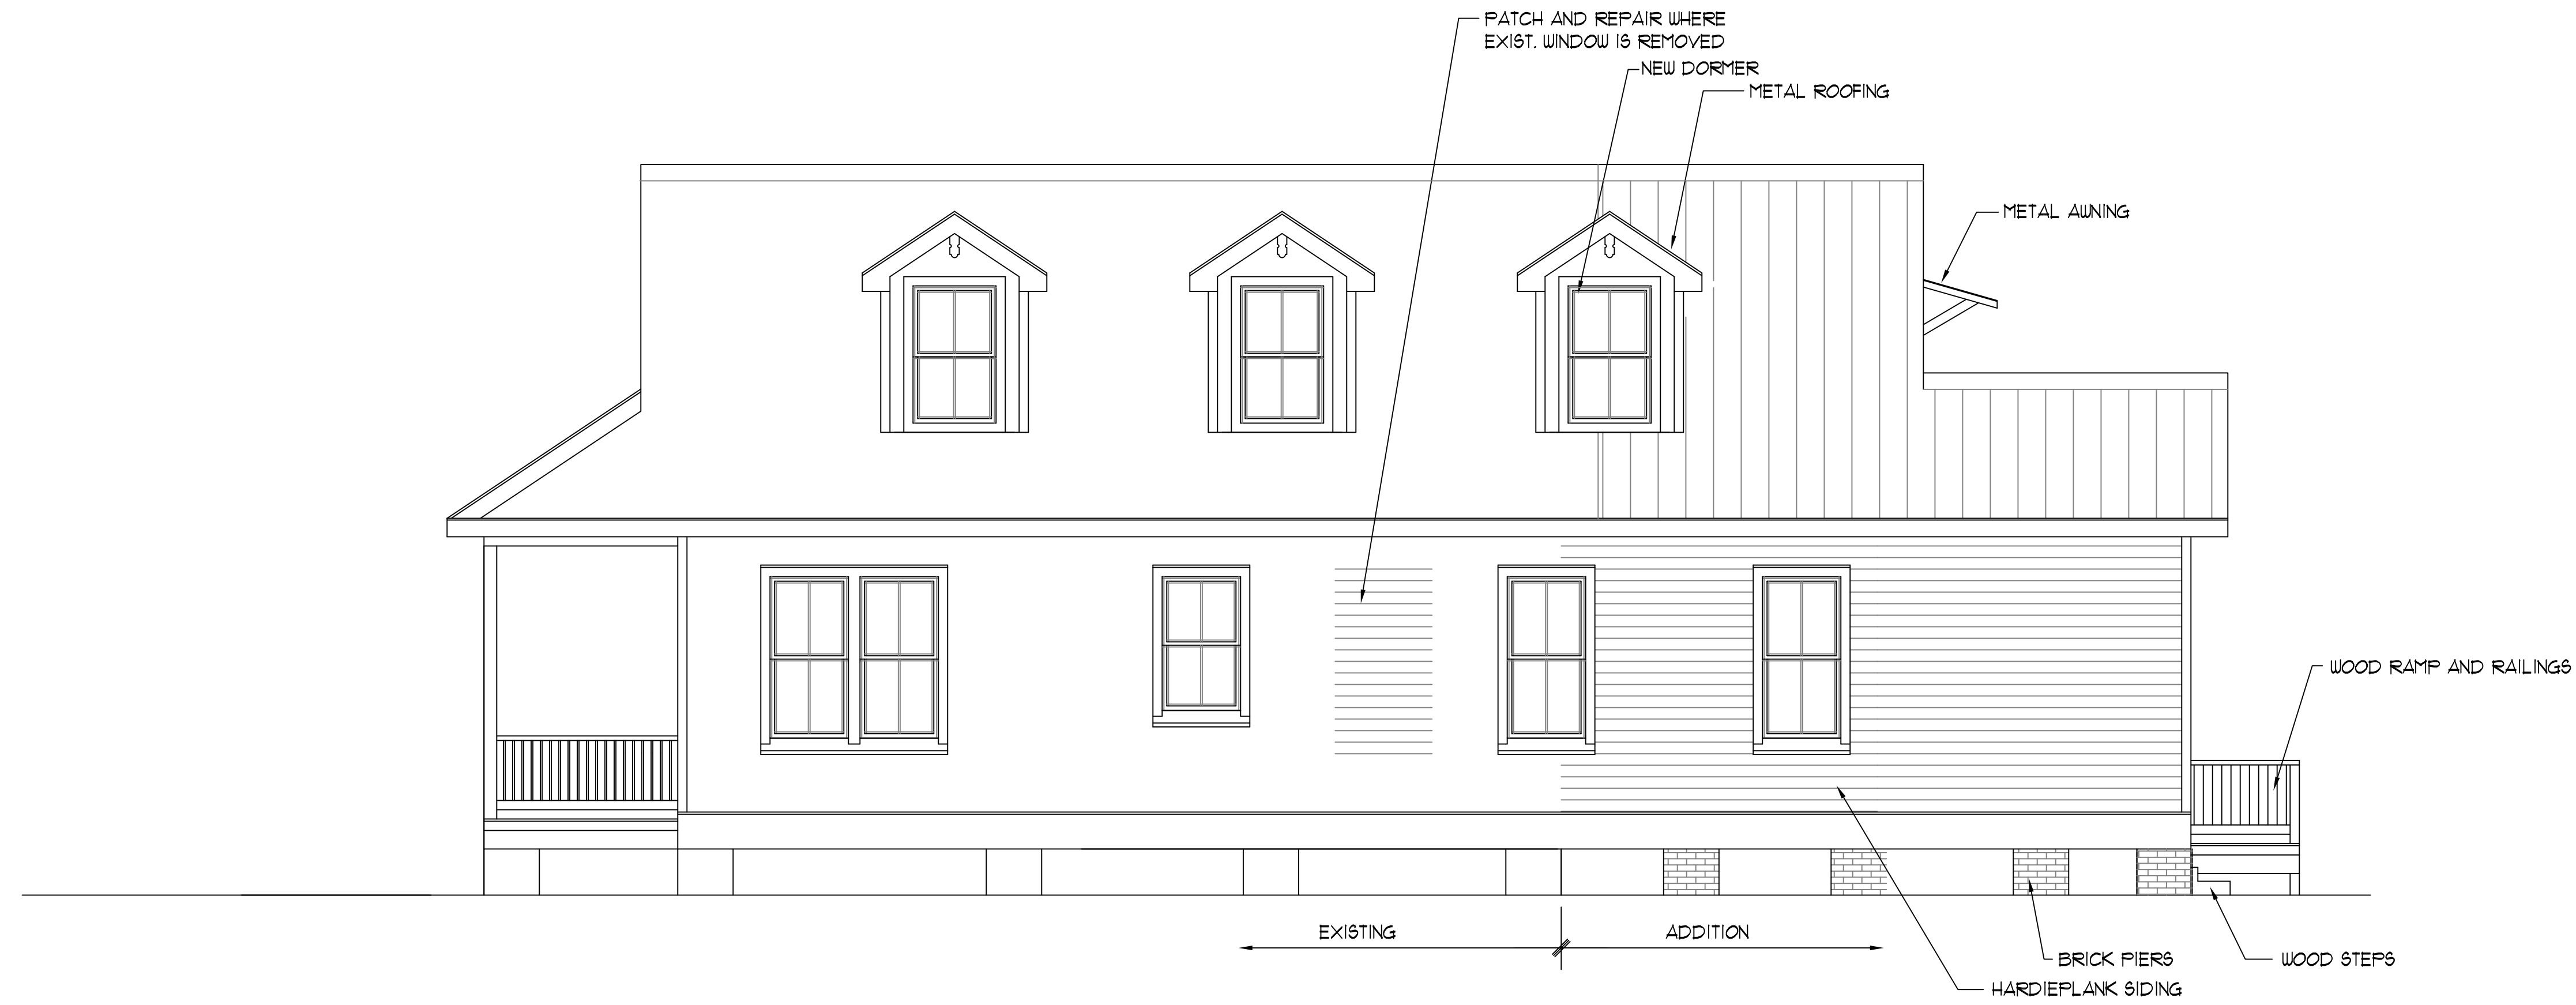 PATCH AND REPAIR WHERE
EXIST. WINDOW IS REMOVED
NEW DORMER
METAL ROOFING
METAL AWNING
WOOD RAMP AND RAILINGS
EXISTING
ADDITION
BRICK PIERS
WOOD STEPS
HARDIEPLANK SIDING